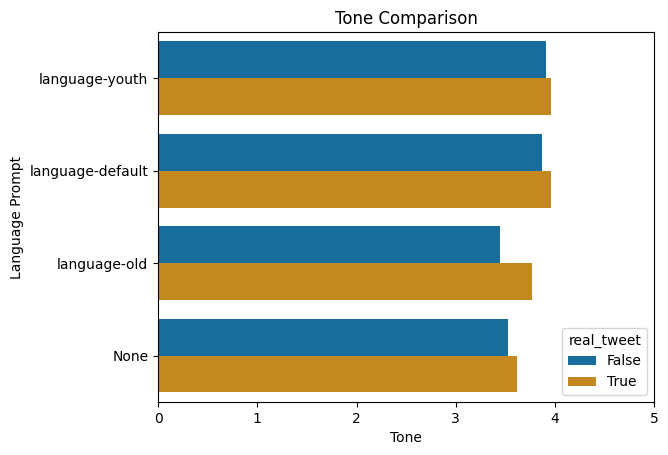 Tone Comparison
Language Prompt
language-youth
language-default
language-old
None
real_tweet
False
True
0 1 2 3 4 5
Tone